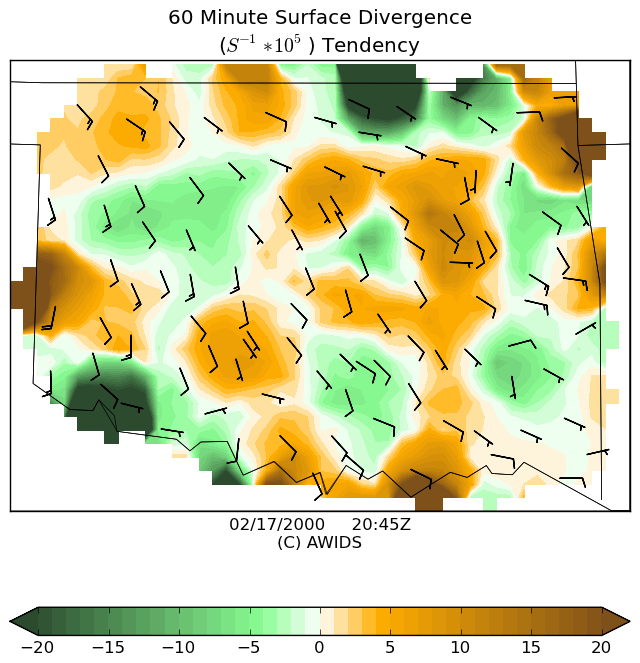 60 Minute Surface Divergence
(S⁻¹ * 10⁵ ) Tendency
02/17/2000 20:45Z
(C) AWIDS
−20 −15 −10 −5 0 5 10 15 20